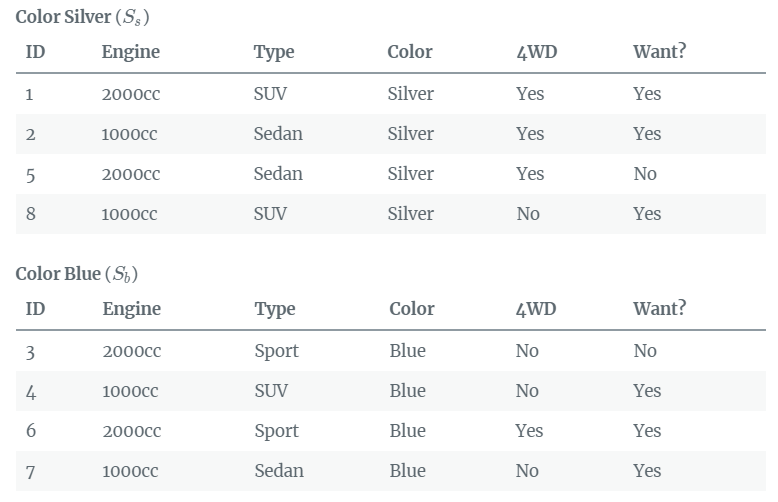 Color Silver (Ss)
ID Engine Type Color 4WD Want?
1 2000cc SUV Silver Yes Yes
2 1000cc Sedan Silver Yes Yes
5 2000cc Sedan Silver Yes No
8 1000cc SUV Silver No Yes
Color Blue (Sb)
ID Engine Type Color 4WD Want?
3 2000cc Sport Blue No No
4 1000cc SUV Blue No Yes
6 2000cc Sport Blue Yes Yes
7 1000cc Sedan Blue No Yes